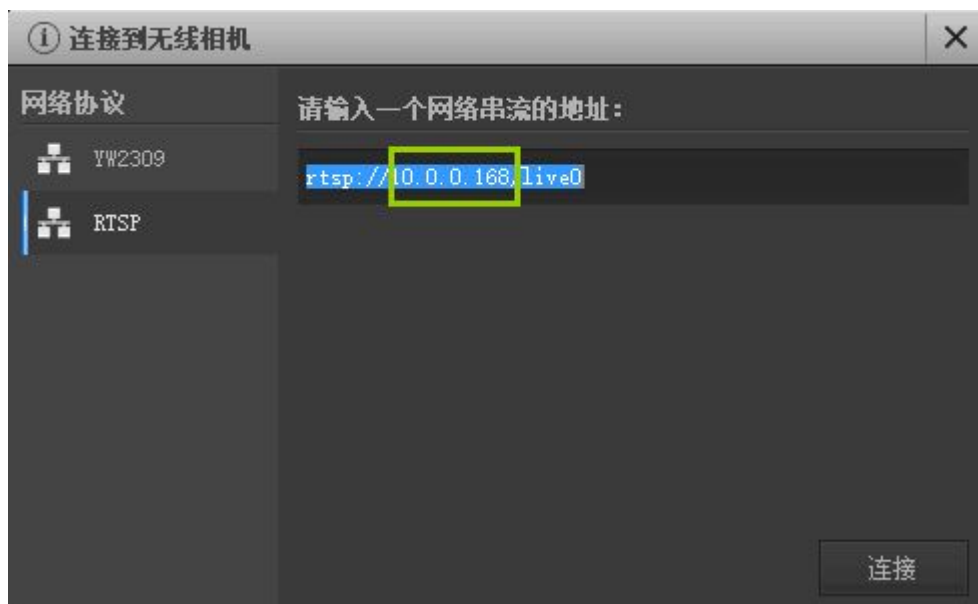 连接到无线相机
网络协议
请输入一个网络串流的地址：
YW2309
rtsp://10.0.0.168/live0
RTSP
连接